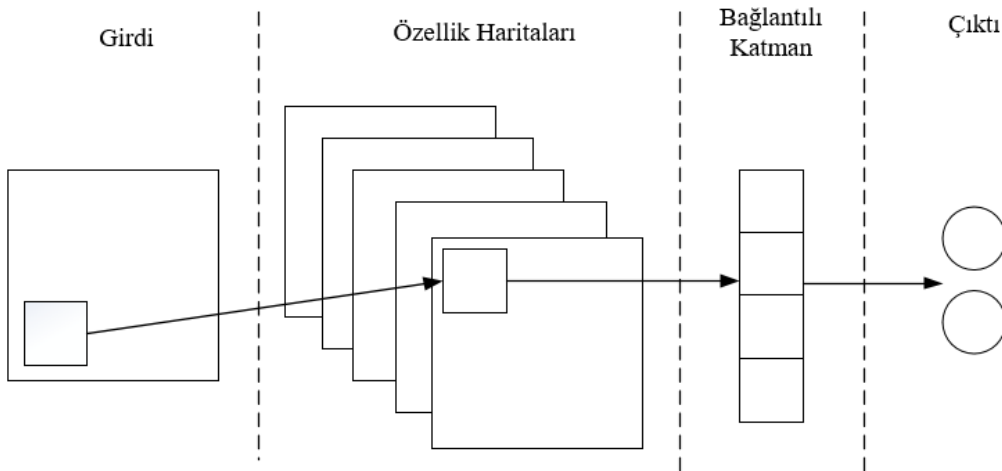 Girdi
Özellik Haritaları
Bağlantılı
Katman
Çıktı